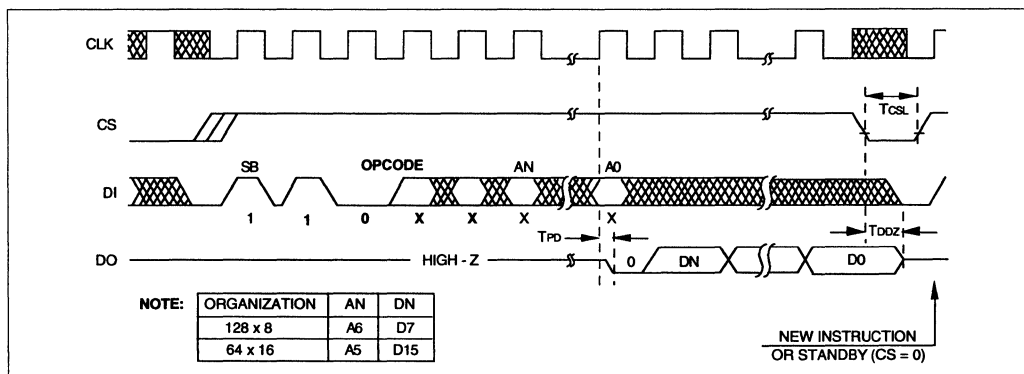 CLK
CS
TCSL
SB OPCODE AN A0
DI
1 1 0 X X X X
TPD
TDDZ
DO HIGH - Z 0 DN D0
NOTE: ORGANIZATION AN DN
128 x 8 A6 D7
64 x 16 A5 D15
NEW INSTRUCTION
OR STANDBY (CS = 0)